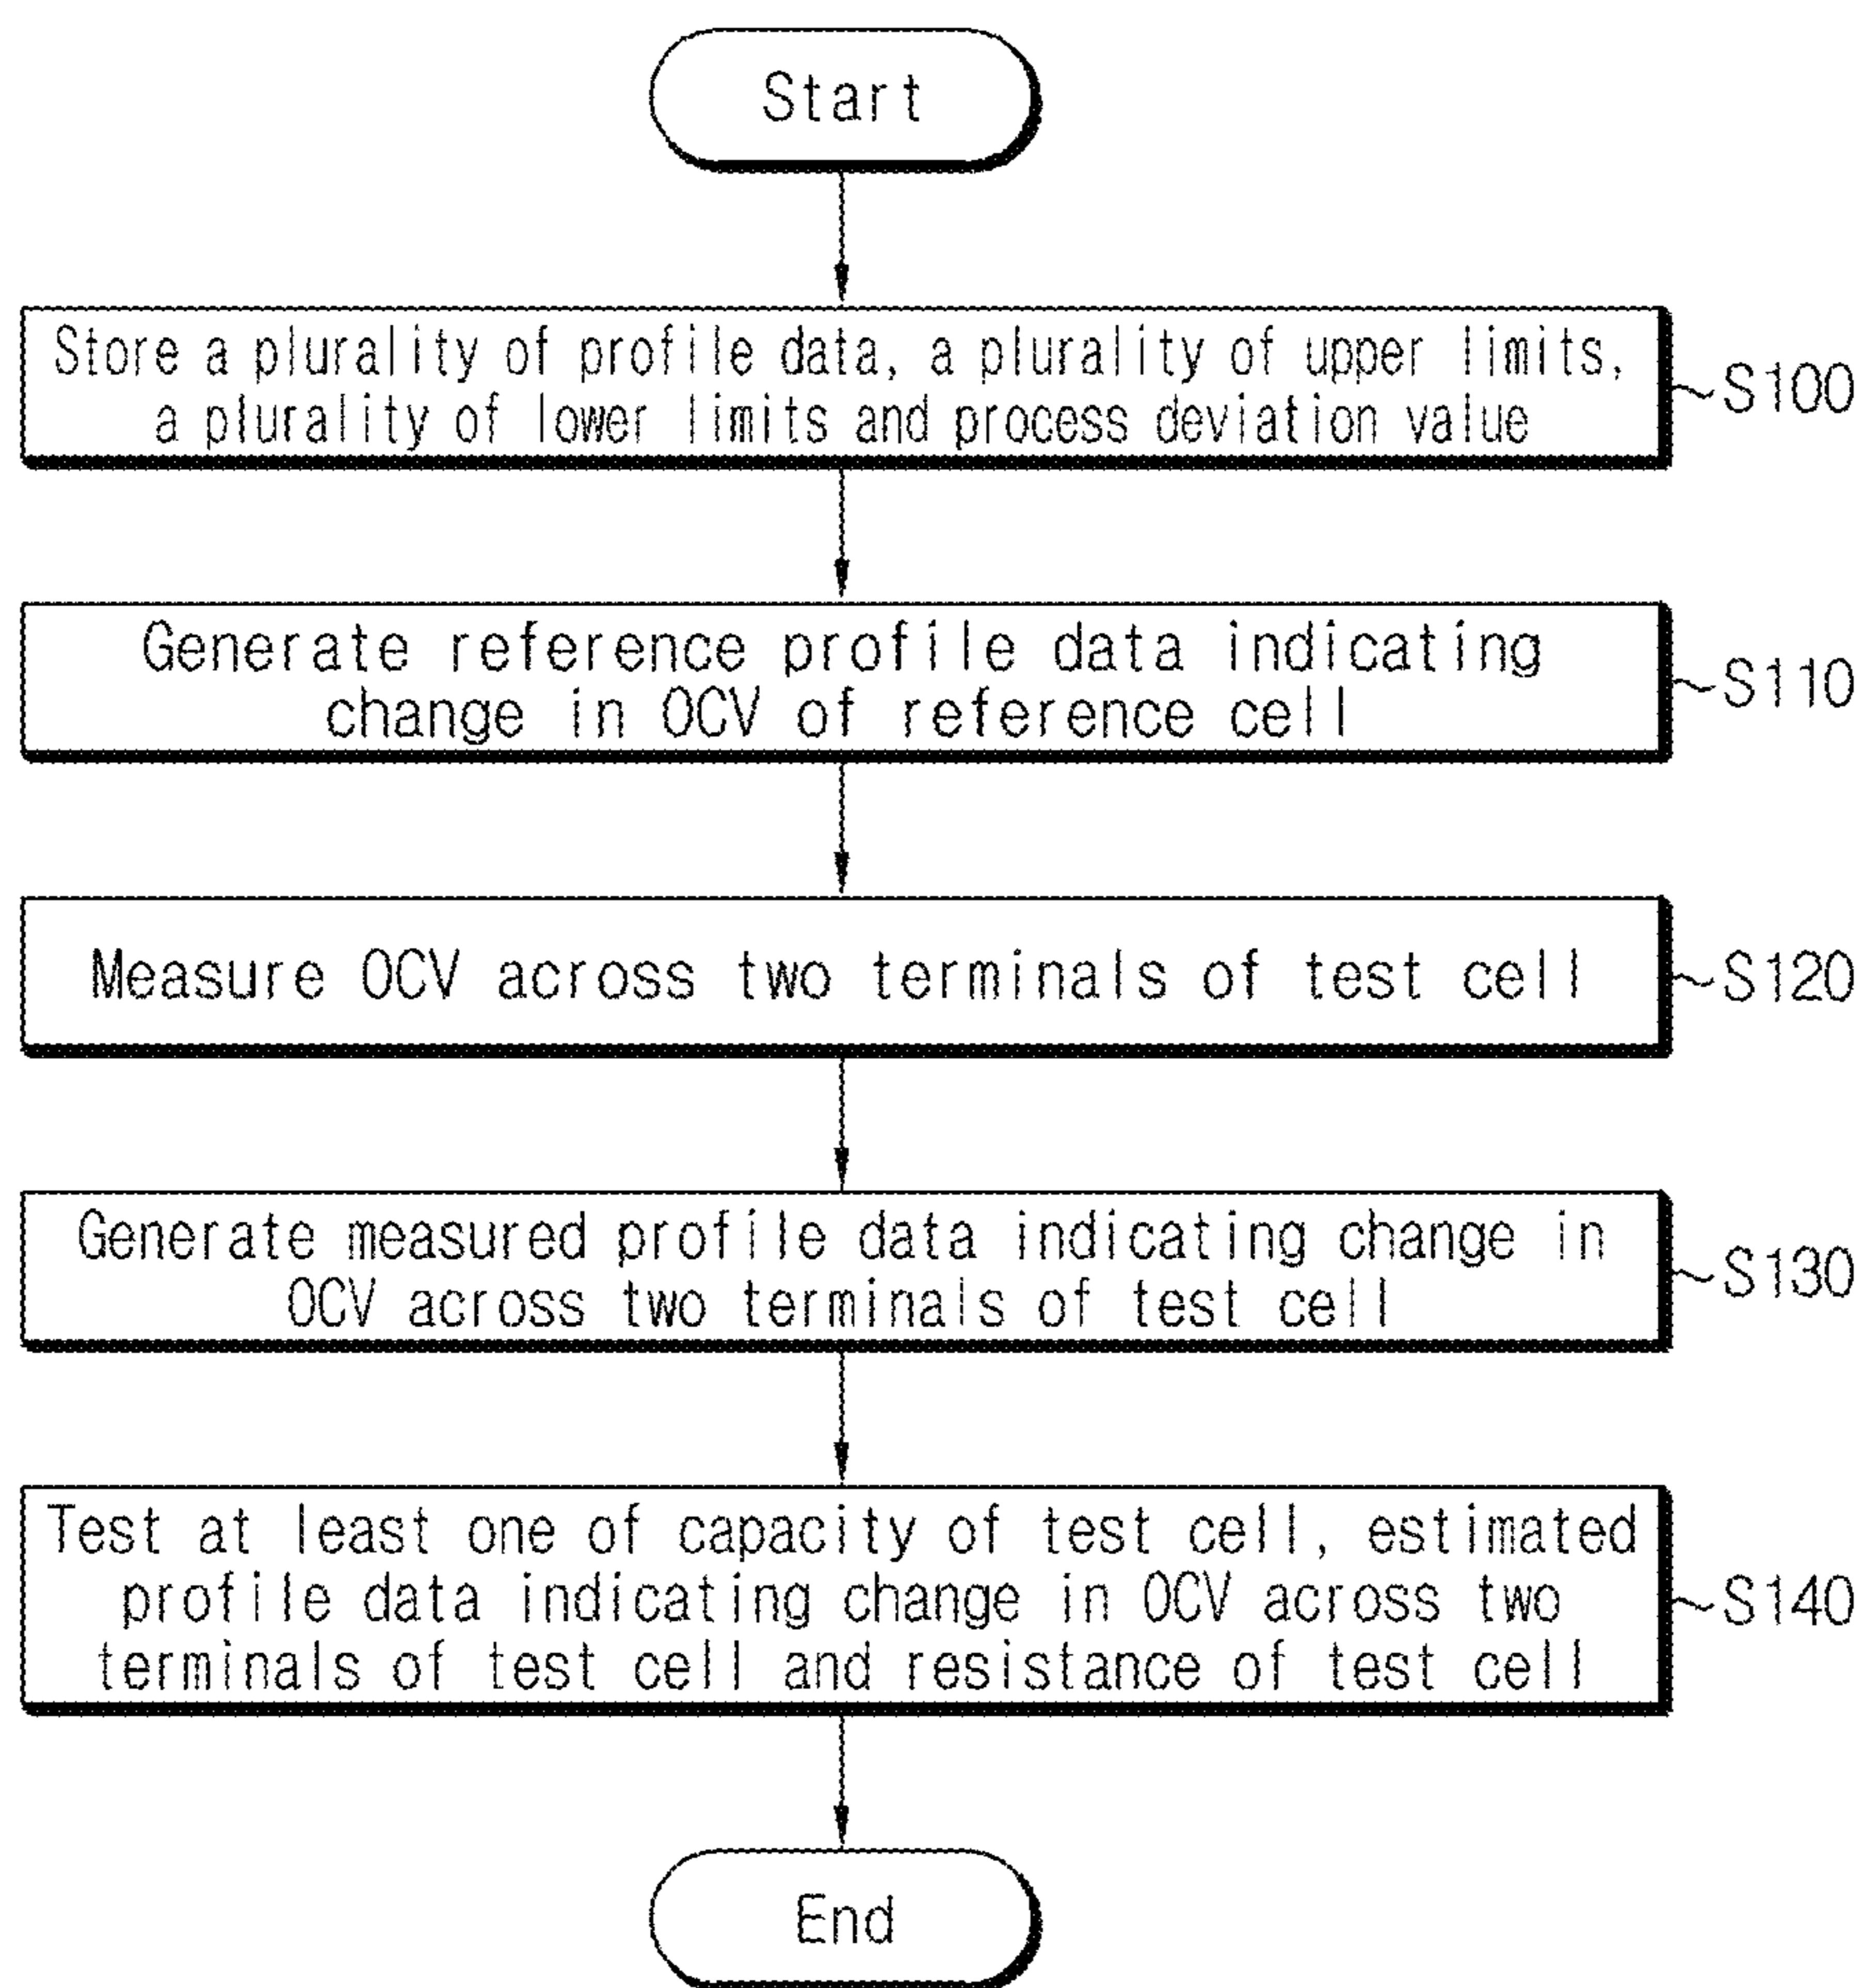 Start
Store a plurality of profile data, a plurality of upper limits,
a plurality of lower limits and process deviation value
S100
Generate reference profile data indicating
change in OCV of reference cell
S110
Measure OCV across two terminals of test cell
S120
Generate measured profile data indicating change in
OCV across two terminals of test cell
S130
Test at least one of capacity of test cell, estimated
profile data indicating change in OCV across two
terminals of test cell and resistance of test cell
S140
End